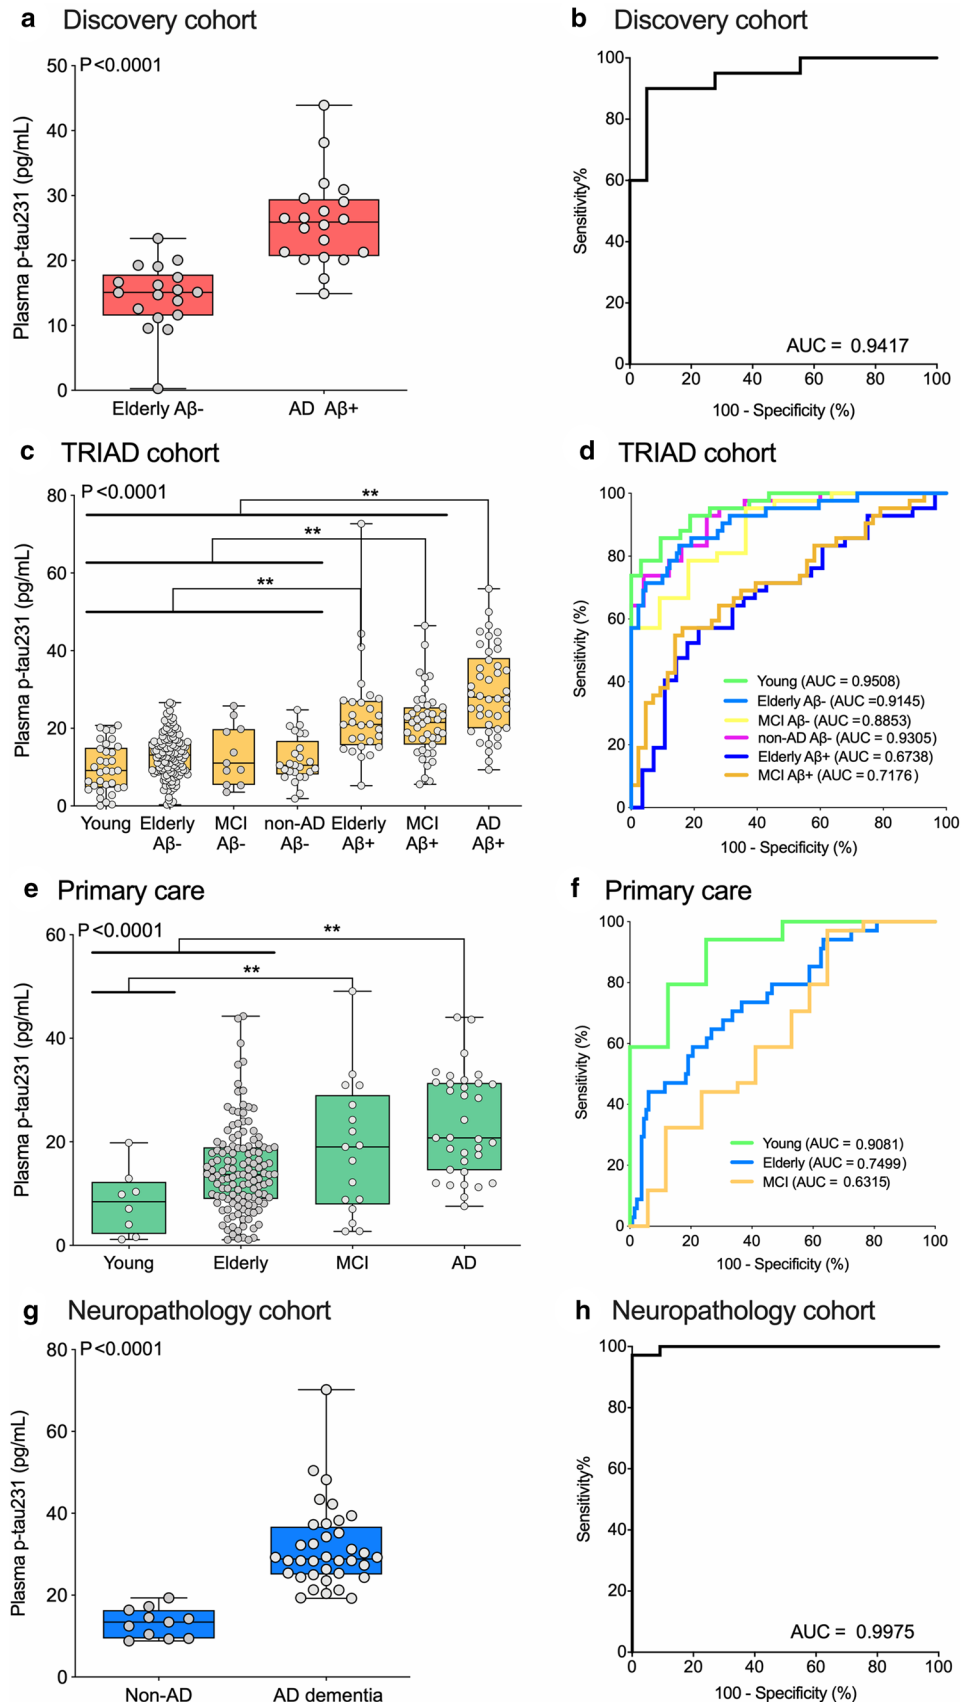 a Discovery cohort
P <0.0001
Plasma p-tau231 (pg/mL)
50
40
30
20
10
0
Elderly Aβ-
AD Aβ+
b Discovery cohort
Sensitivity%
100
80
60
40
20
0
AUC = 0.9417
0 20 40 60 80 100
100 - Specificity (%)
c TRIAD cohort
P <0.0001
Plasma p-tau231 (pg/mL)
80
60
40
20
0
**
**
**
Young
Elderly Aβ-
MCI Aβ-
non-AD Aβ-
Elderly Aβ+
MCI Aβ+
AD Aβ+
d TRIAD cohort
Sensitivity (%)
100
80
60
40
20
0
Young (AUC = 0.9508)
Elderly Aβ- (AUC =0.9145)
MCI Aβ- (AUC = 0.8853)
non-AD Aβ- (AUC = 0.9305)
Elderly Aβ+ (AUC = 0.6738)
MCI Aβ+ (AUC = 0.7176)
0 20 40 60 80 100
100 - Specificity (%)
e Primary care
P <0.0001
Plasma p-tau231 (pg/mL)
60
40
20
0
**
**
Young
Elderly
MCI
AD
f Primary care
Sensitivity (%)
100
80
60
40
20
0
Young (AUC = 0.9081)
Elderly (AUC = 0.7499)
MCI (AUC = 0.6315)
0 20 40 60 80 100
100 - Specificity (%)
g Neuropathology cohort
P <0.0001
Plasma p-tau231 (pg/mL)
80
60
40
20
0
Non-AD
AD dementia
h Neuropathology cohort
Sensitivity%
100
80
60
40
20
0
AUC = 0.9975
0 20 40 60 80 100
100 - Specificity (%)